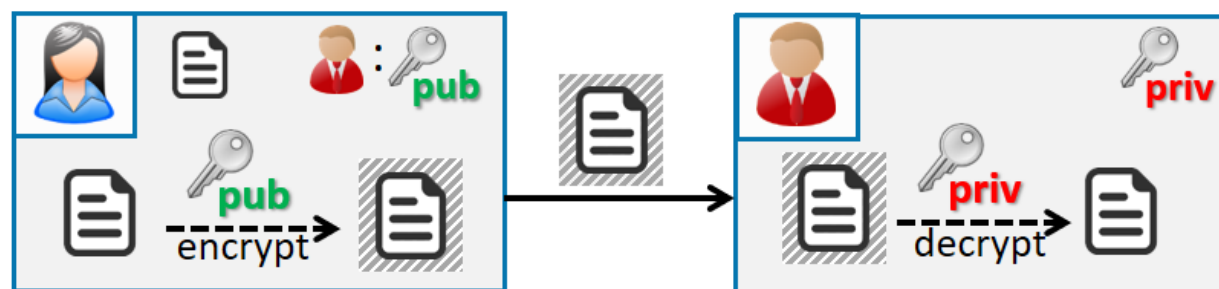 : pub
priv
pub
encrypt
priv
decrypt